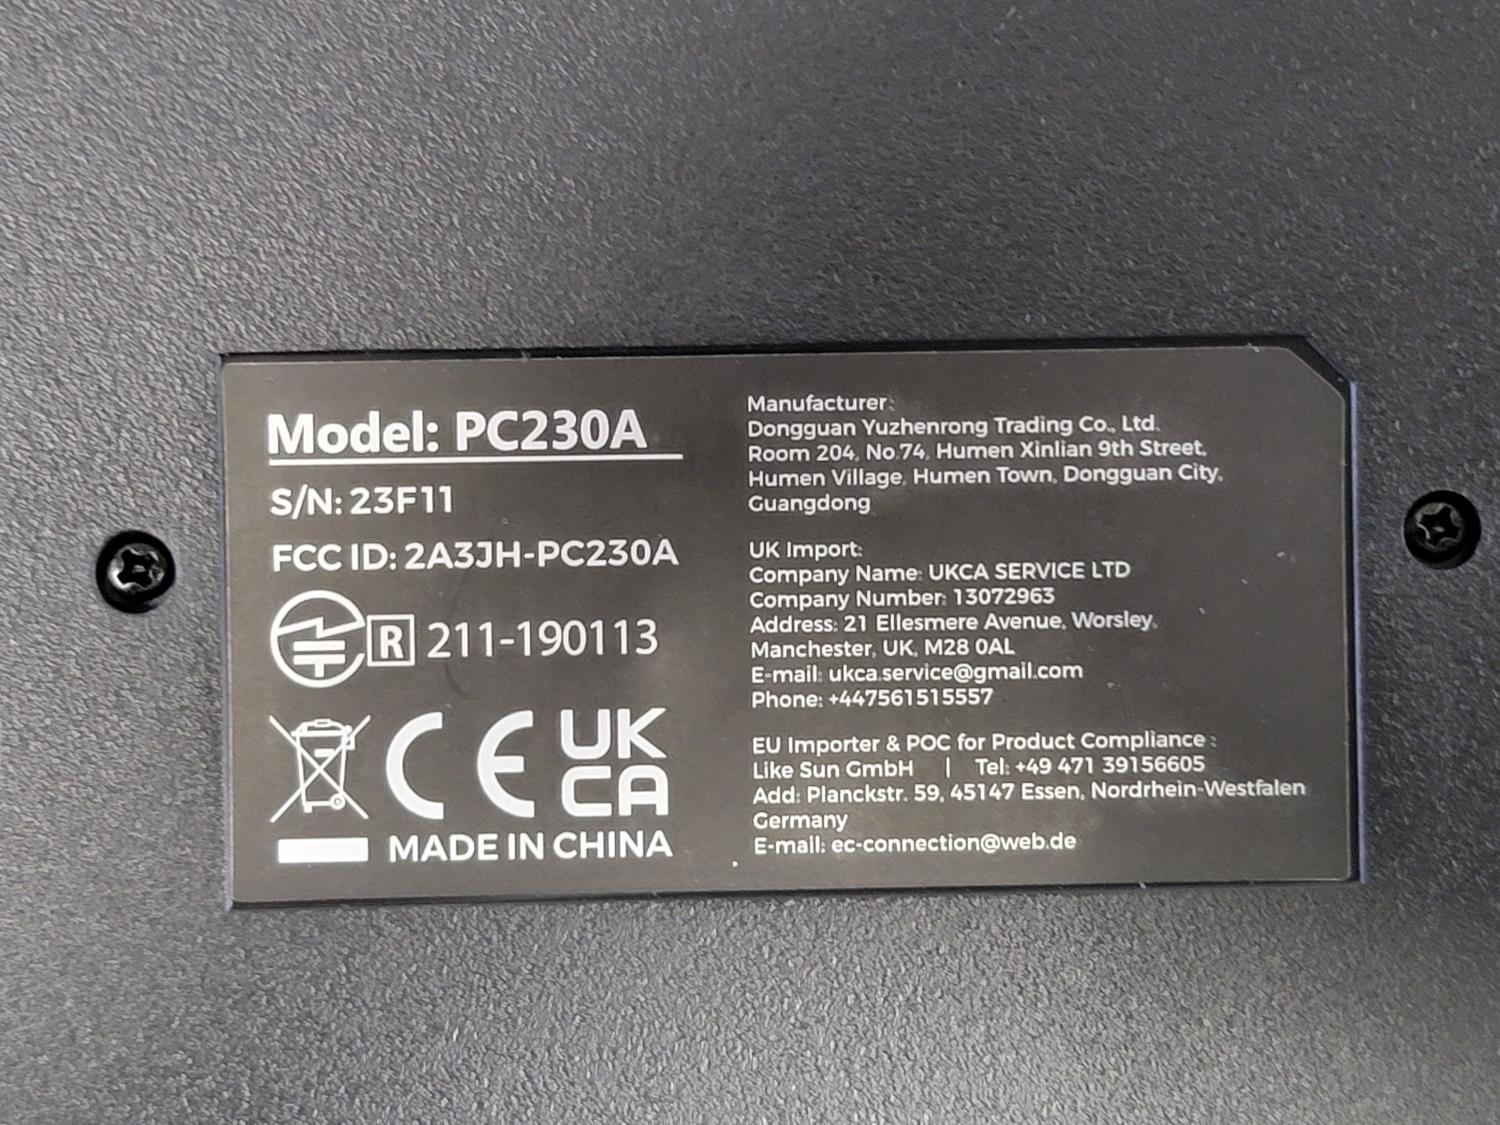 Model: PC230A
S/N: 23F11
FCC ID: 2A3JH-PC230A
R 211-190113
CE UK
CA
MADE IN CHINA
Manufacturer:
Dongguan Yuzhenrong Trading Co., Ltd.
Room 204, No.74, Humen Xinlian 9th Street,
Humen Village, Humen Town, Dongguan City,
Guangdong
UK Import:
Company Name: UKCA SERVICE LTD
Company Number: 13072963
Address: 21 Ellesmere Avenue, Worsley,
Manchester, UK, M28 0AL
E-mail: ukca.service@gmail.com
Phone: +447561515557
EU Importer & POC for Product Compliance :
Like Sun GmbH | Tel: +49 471 39156605
Add: Planckstr. 59, 45147 Essen, Nordrhein-Westfalen
Germany
E-mail: ec-connection@web.de